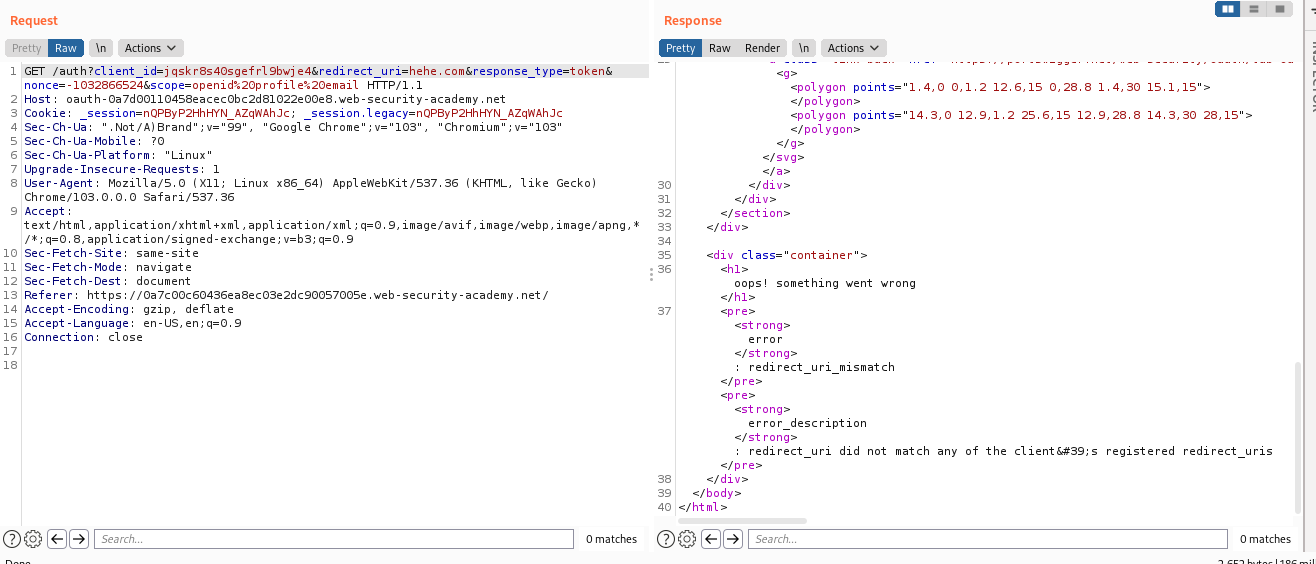 Request
Pretty Raw \n Actions
1 GET /auth?client_id=jqskr8s40sgefrl9bwje4&redirect_uri=hehe.com&response_type=token&
nonce=-1032866524&scope=openid%20profile%20email HTTP/1.1
2 Host: oauth-0a7d00110458eacec0bc2d81022e00e8.web-security-academy.net
3 Cookie: _session=nQPByP2HhHYN_AZqWAhJc; _session.legacy=nQPByP2HhHYN_AZqWAhJc
4 Sec-Ch-Ua: ".Not/A)Brand";v="99", "Google Chrome";v="103", "Chromium";v="103"
5 Sec-Ch-Ua-Mobile: ?0
6 Sec-Ch-Ua-Platform: "Linux"
7 Upgrade-Insecure-Requests: 1
8 User-Agent: Mozilla/5.0 (X11; Linux x86_64) AppleWebKit/537.36 (KHTML, like Gecko)
Chrome/103.0.0.0 Safari/537.36
9 Accept:
text/html,application/xhtml+xml,application/xml;q=0.9,image/avif,image/webp,image/apng,*
/*;q=0.8,application/signed-exchange;v=b3;q=0.9
10 Sec-Fetch-Site: same-site
11 Sec-Fetch-Mode: navigate
12 Sec-Fetch-Dest: document
13 Referer: https://0a7c00c60436ea8ec03e2dc90057005e.web-security-academy.net/
14 Accept-Encoding: gzip, deflate
15 Accept-Language: en-US,en;q=0.9
16 Connection: close
17
18
Search...
0 matches
Done
Response
Pretty Raw Render \n Actions
<g>
<polygon points="1.4,0 0,1.2 12.6,15 0,28.8 1.4,30 15.1,15">
</polygon>
<polygon points="14.3,0 12.9,1.2 25.6,15 12.9,28.8 14.3,30 28,15">
</polygon>
</g>
</svg>
</a>
30 </div>
31 </div>
32 </section>
33 </div>
34
35 <div class="container">
36 <h1>
oops! something went wrong
</h1>
37 <pre>
<strong>
error
</strong>
: redirect_uri_mismatch
</pre>
<pre>
<strong>
error_description
</strong>
: redirect_uri did not match any of the client&#39;s registered redirect_uris
</pre>
38 </div>
39 </body>
40 </html>
Search...
0 matches
INSPECTOR